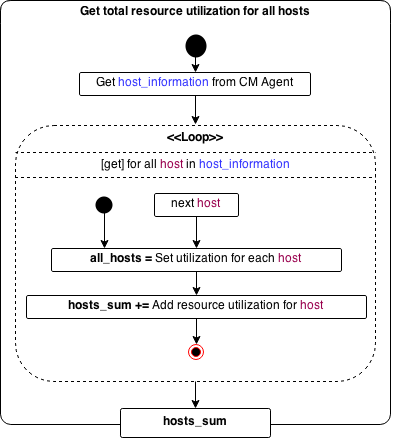 Get total resource utilization for all hosts
Get host_information from CM Agent
<<Loop>>
[get] for all host in host_information
next host
all_hosts = Set utilization for each host
hosts_sum += Add resource utilization for host
hosts_sum